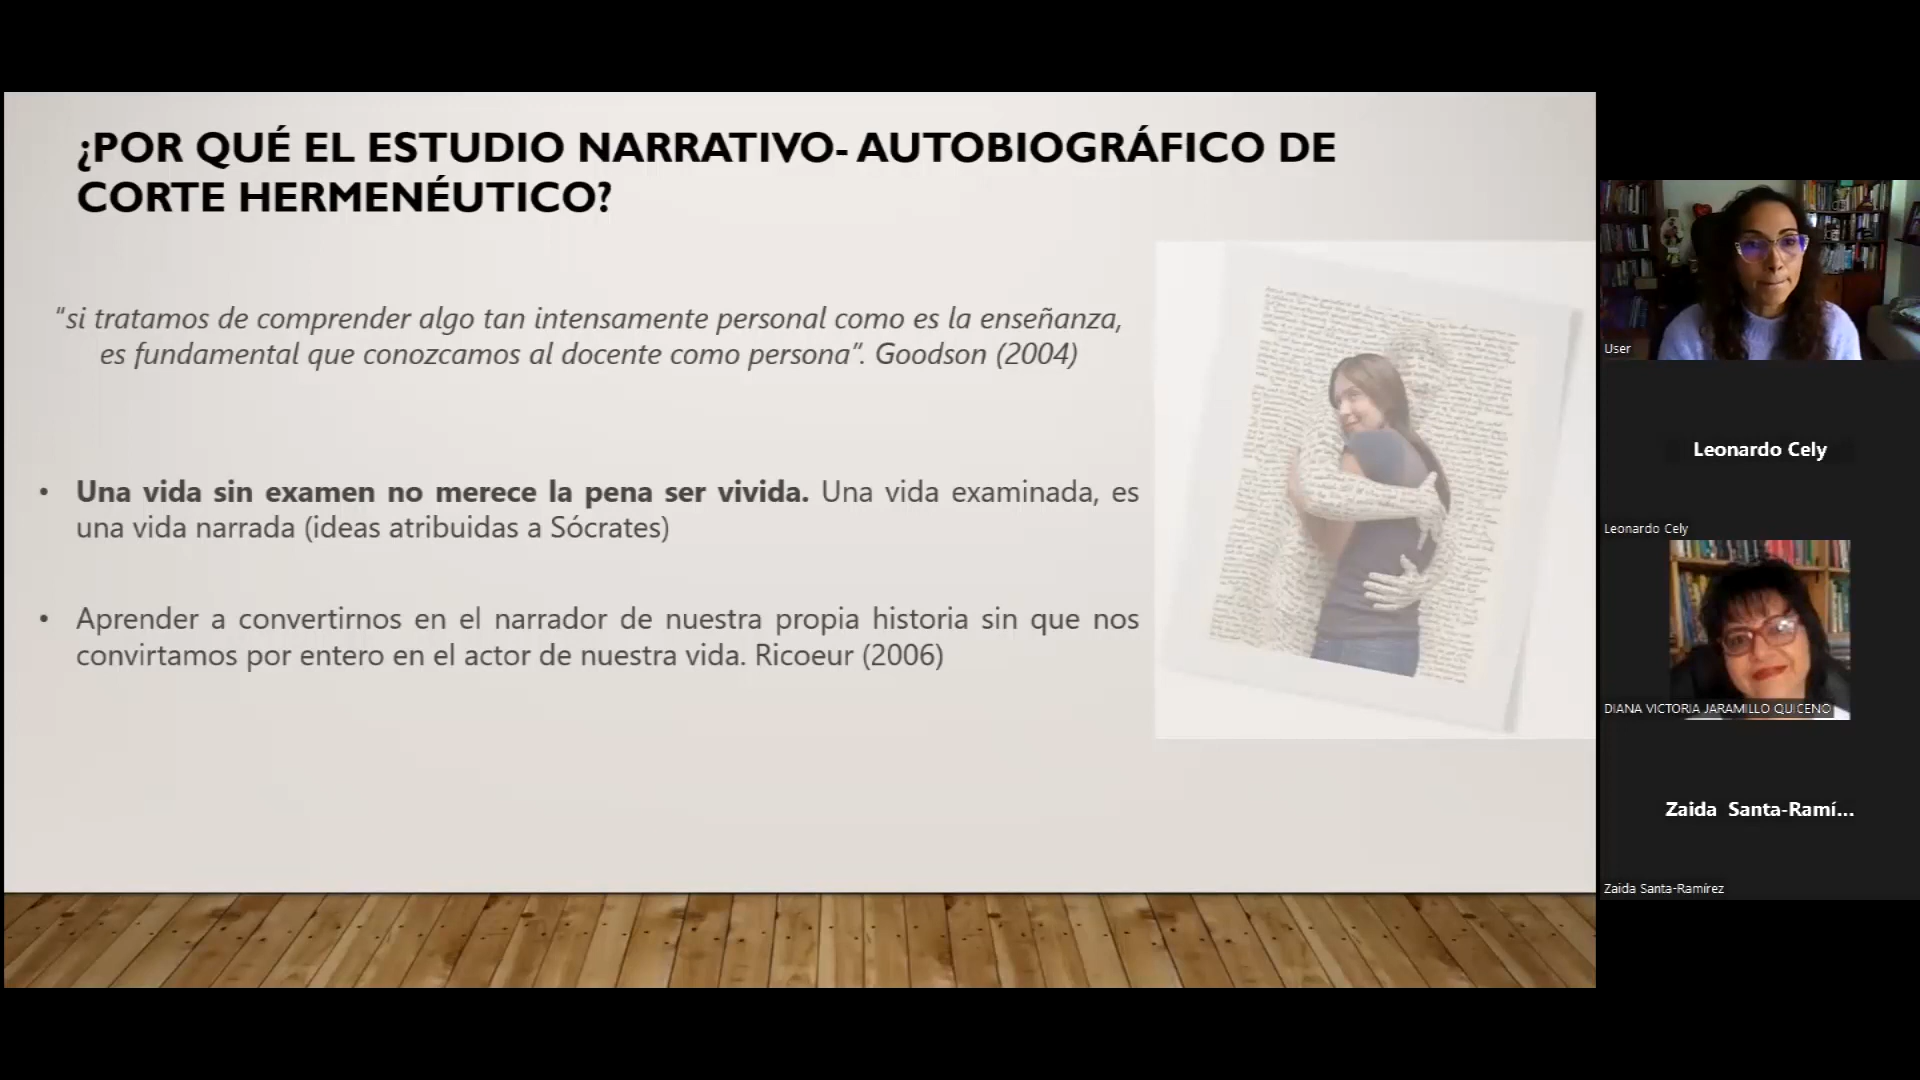 ¿POR QUÉ EL ESTUDIO NARRATIVO- AUTOBIOGRÁFICO DE
CORTE HERMENÉUTICO?
“si tratamos de comprender algo tan intensamente personal como es la enseñanza,
es fundamental que conozcamos al docente como persona”. Goodson (2004)
• Una vida sin examen no merece la pena ser vivida. Una vida examinada, es
una vida narrada (ideas atribuidas a Sócrates)
• Aprender a convertirnos en el narrador de nuestra propia historia sin que nos
convirtamos por entero en el actor de nuestra vida. Ricoeur (2006)
User
Leonardo Cely
Leonardo Cely
DIANA VICTORIA JARAMILLO QUICENO
Zaida Santa-Ramí...
Zaida Santa-Ramírez